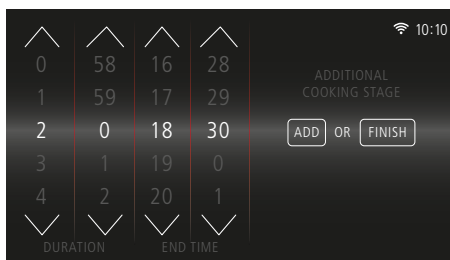 10:10
0 58 16 28
1 59 17 29
2 0 18 30
3 1 19 0
4 2 20 1
DURATION END TIME
ADDITIONAL
COOKING STAGE
ADD OR FINISH